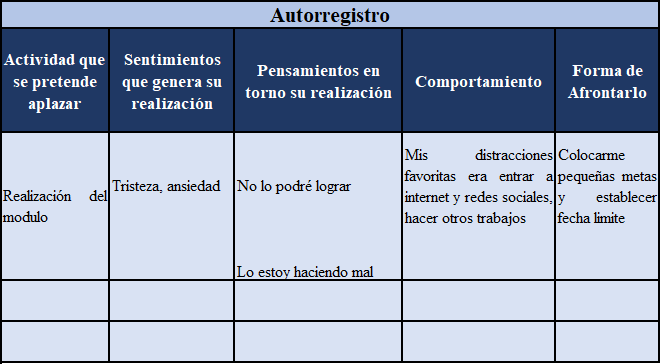 Autorregistro
Actividad que
se pretende
aplazar
Sentimientos
que genera su
realización
Pensamientos en
torno su realización
Comportamiento
Forma de
Afrontarlo
Realización del
modulo
Tristeza, ansiedad
No lo podré lograr
Lo estoy haciendo mal
Mis distracciones
favoritas era entrar a
internet y redes sociales,
hacer otros trabajos
Colocarme
pequeñas metas
y establecer
fecha limite